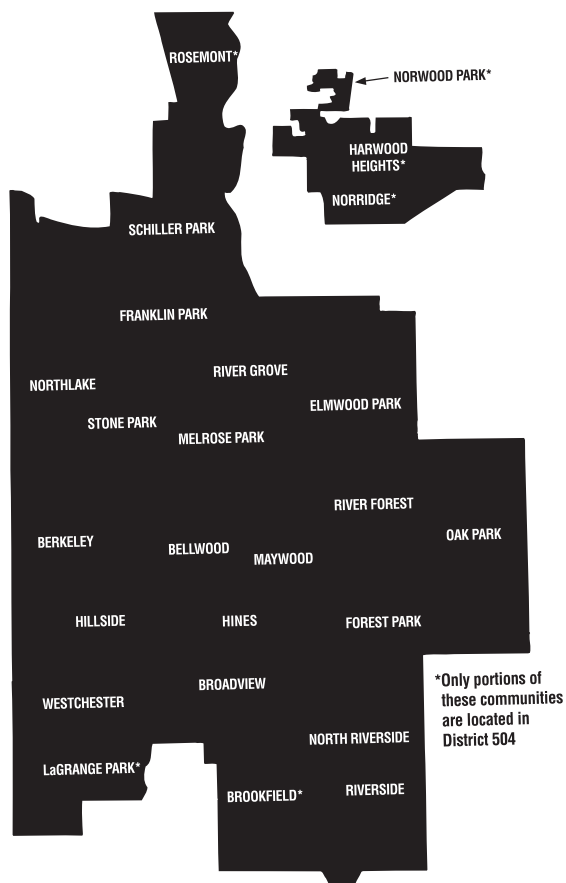 ROSEMONT*
NORWOOD PARK*
HARWOOD
HEIGHTS*
NORRIDGE*
SCHILLER PARK
FRANKLIN PARK
RIVER GROVE
NORTHLAKE
ELMWOOD PARK
STONE PARK
MELROSE PARK
RIVER FOREST
OAK PARK
BERKELEY
BELLWOOD
MAYWOOD
HILLSIDE
HINES
FOREST PARK
BROADVIEW
WESTCHESTER
*Only portions of
these communities
are located in
District 504
NORTH RIVERSIDE
LaGRANGE PARK*
BROOKFIELD*
RIVERSIDE